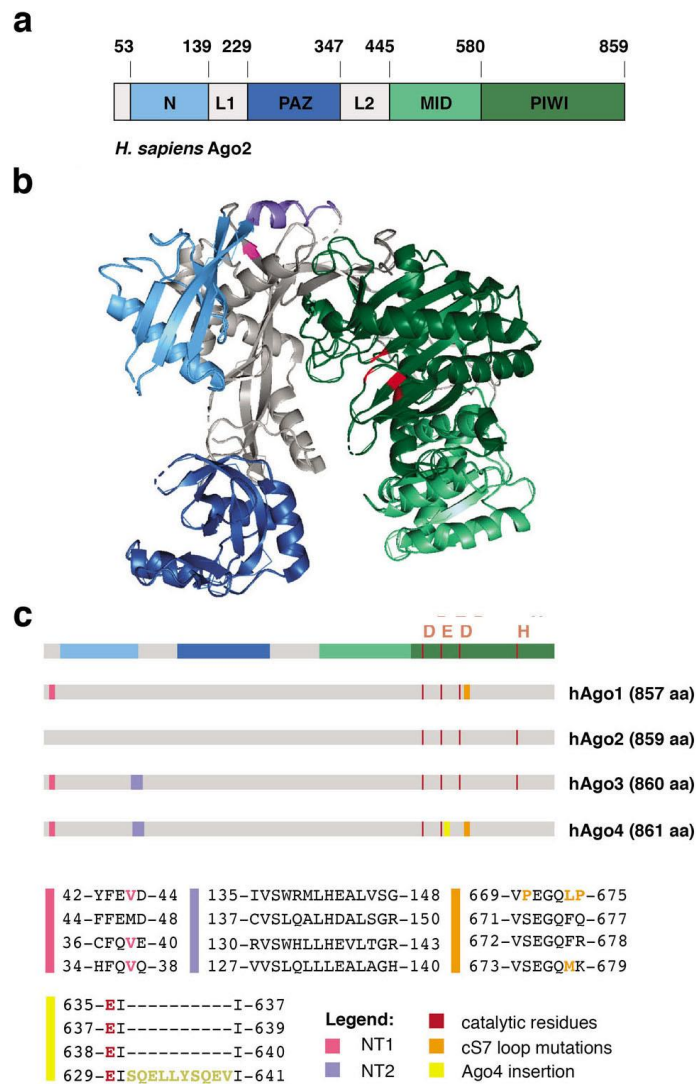 a
53 139 229 347 445 580 859
N L1 PAZ L2 MID PIWI
H. sapiens Ago2
b
c
D E D H
hAgo1 (857 aa)
hAgo2 (859 aa)
hAgo3 (860 aa)
hAgo4 (861 aa)
42-YFEVD-44 135-IVSWRMLHEALVSG-148 669-VPEGQLP-675
44-FFEMD-48 137-CVSLQALHDALSGR-150 671-VSEGQFQ-677
36-CFQVE-40 130-RVSWHLLHEVLTGR-143 672-VSEGQFR-678
34-HFQVQ-38 127-VVSLQLLLEALAGH-140 673-VSEGQMK-679
635-EI----------I-637
637-EI----------I-639
638-EI----------I-640
629-EISQELLYSQEVI-641
Legend:
NT1
NT2
catalytic residues
cS7 loop mutations
Ago4 insertion